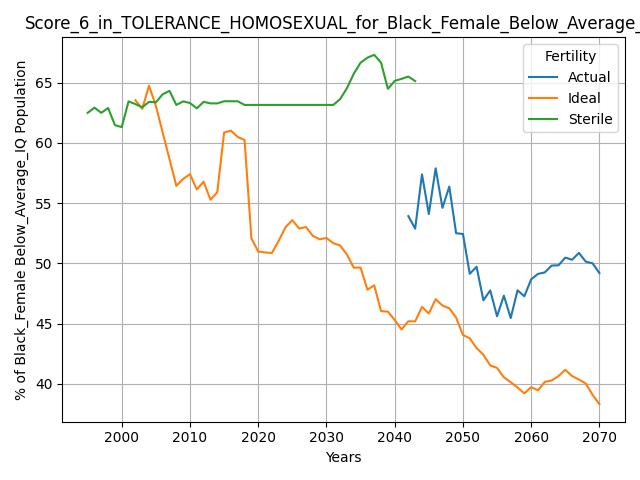 Score_6_in_TOLERANCE_HOMOSEXUAL_for_Black_Female_Below_Average_
% of Black_Female Below_Average_IQ Population
65
60
55
50
45
40
Fertility
Actual
Ideal
Sterile
2000 2010 2020 2030 2040 2050 2060 2070
Years